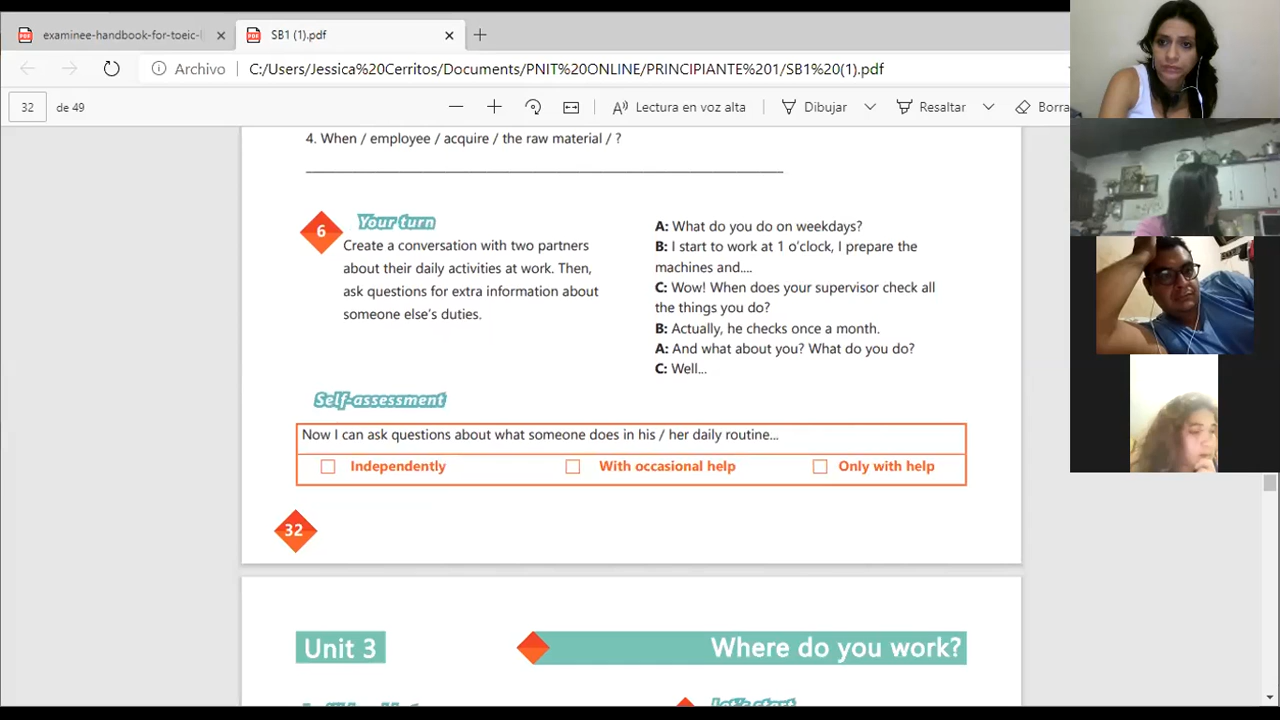 examinee-handbook-for-toeic-l
SB1 (1).pdf
Archivo
C:/Users/Jessica%20Cerritos/Documents/PNIT%20ONLINE/PRINCIPIANTE%201/SB1%20(1).pdf
32 de 49
Lectura en voz alta
Dibujar
Resaltar
Borra
4. When / employee / acquire / the raw material / ?
6 Your turn
Create a conversation with two partners
about their daily activities at work. Then,
ask questions for extra information about
someone else's duties.
A: What do you do on weekdays?
B: I start to work at 1 o'clock, I prepare the
machines and....
C: Wow! When does your supervisor check all
the things you do?
B: Actually, he checks once a month.
A: And what about you? What do you do?
C: Well...
Self-assessment
Now I can ask questions about what someone does in his / her daily routine...
Independently With occasional help Only with help
32
Unit 3 Where do you work?
Let's start